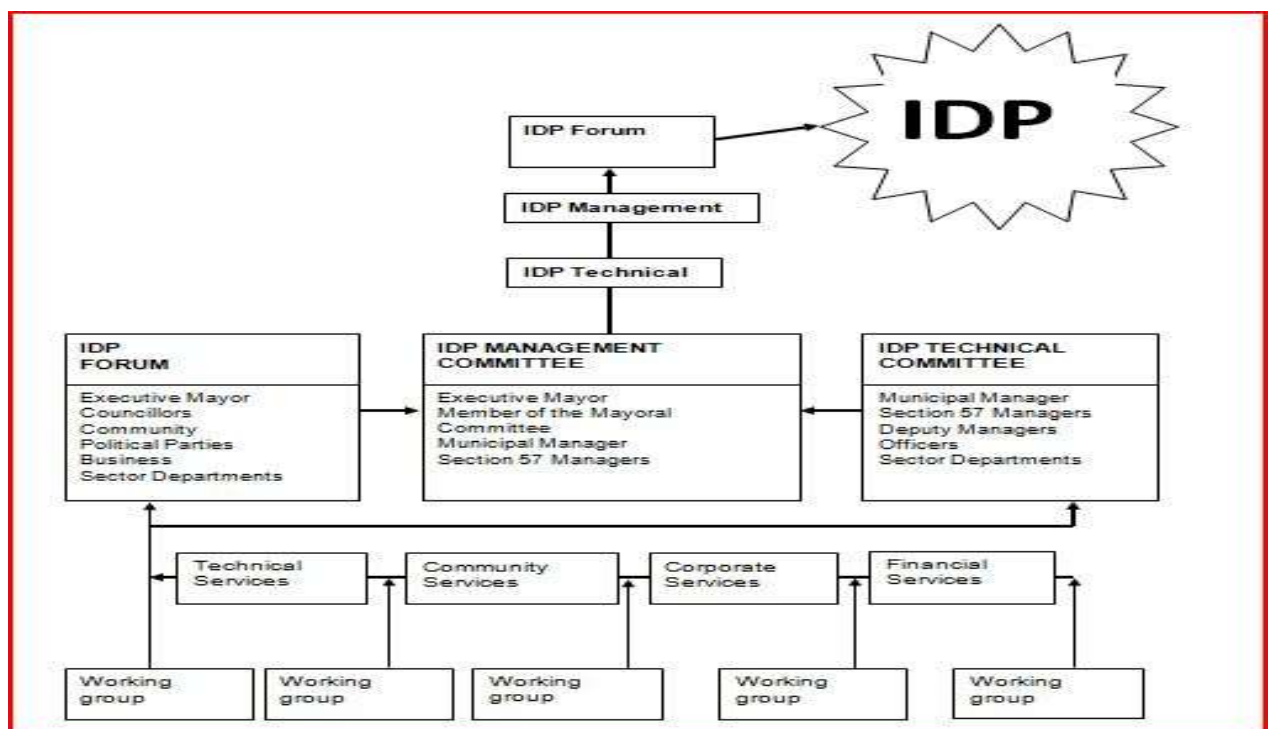 IDP
IDP Forum
IDP Management
IDP Technical
IDP
FORUM
Executive Mayor
Councillors
Community
Political Parties
Business
Sector Departments
IDP MANAGEMENT
COMMITTEE
Executive Mayor
Member of the Mayoral
Committee
Municipal Manager
Section 57 Managers
IDP TECHNICAL
COMMITTEE
Municipal Manager
Section 57 Managers
Deputy Managers
Officers
Sector Departments
Technical
Services
Community
Services
Corporate
Services
Financial
Services
Working
group
Working
group
Working
group
Working
group
Working
group